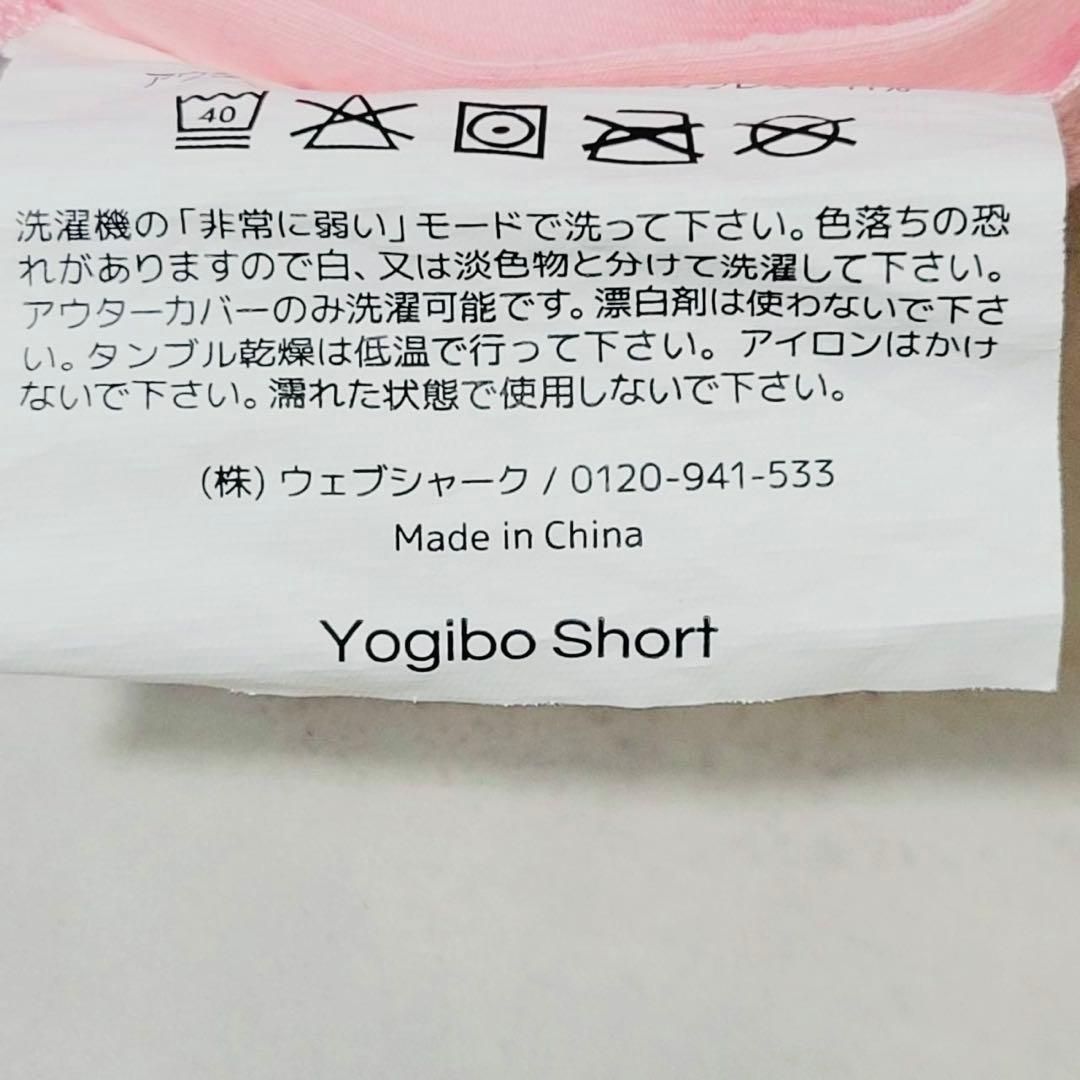 40
洗濯機の「非常に弱い」モードで洗って下さい。色落ちの恐
れがありますので白、又は淡色物と分けて洗濯して下さい。
アウターカバーのみ洗濯可能です。漂白剤は使わないで下さ
い。タンブル乾燥は低温で行って下さい。アイロンはかけ
ないで下さい。濡れた状態で使用しないで下さい。
(株) ウェブシャーク / 0120-941-533
Made in China
Yogibo Short